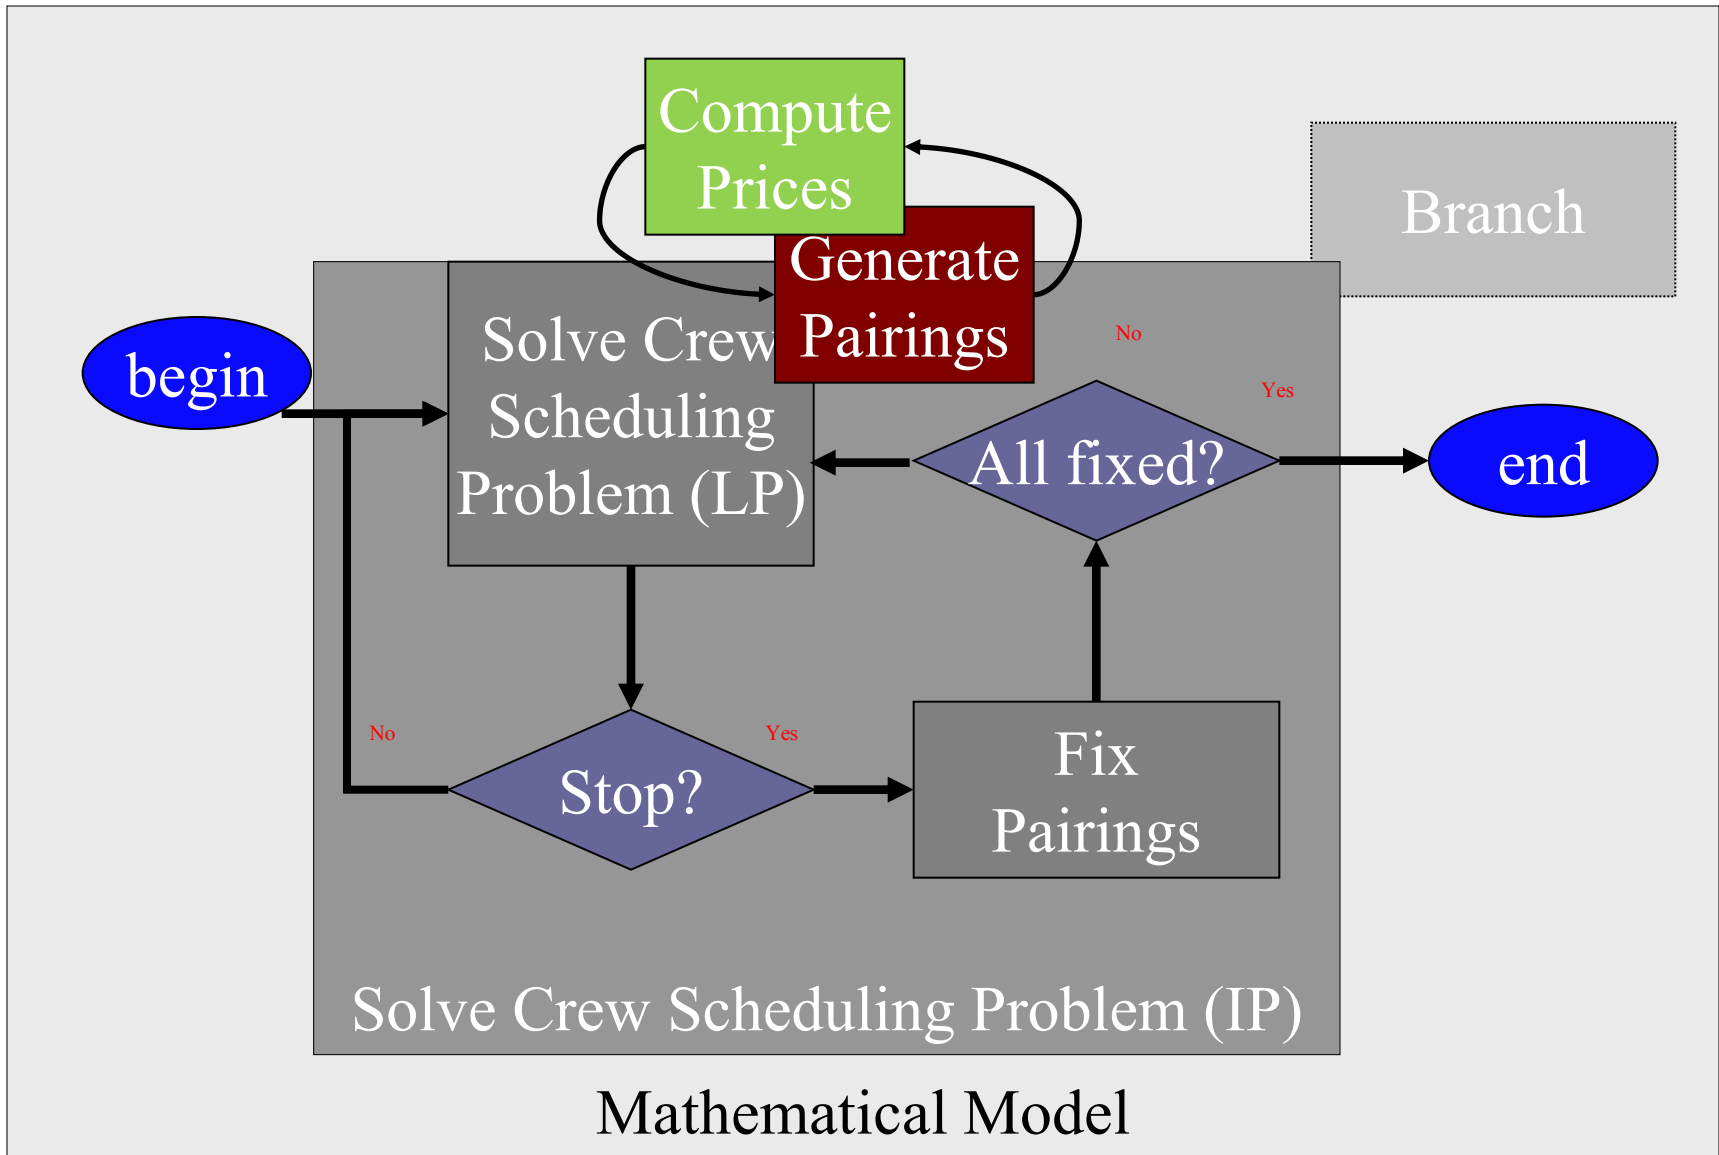 Compute
Prices
Generate
Pairings
Branch
begin
Solve Crew
Scheduling
Problem (LP)
No
Yes
All fixed?
end
No
Yes
Stop?
Fix
Pairings
Solve Crew Scheduling Problem (IP)
Mathematical Model